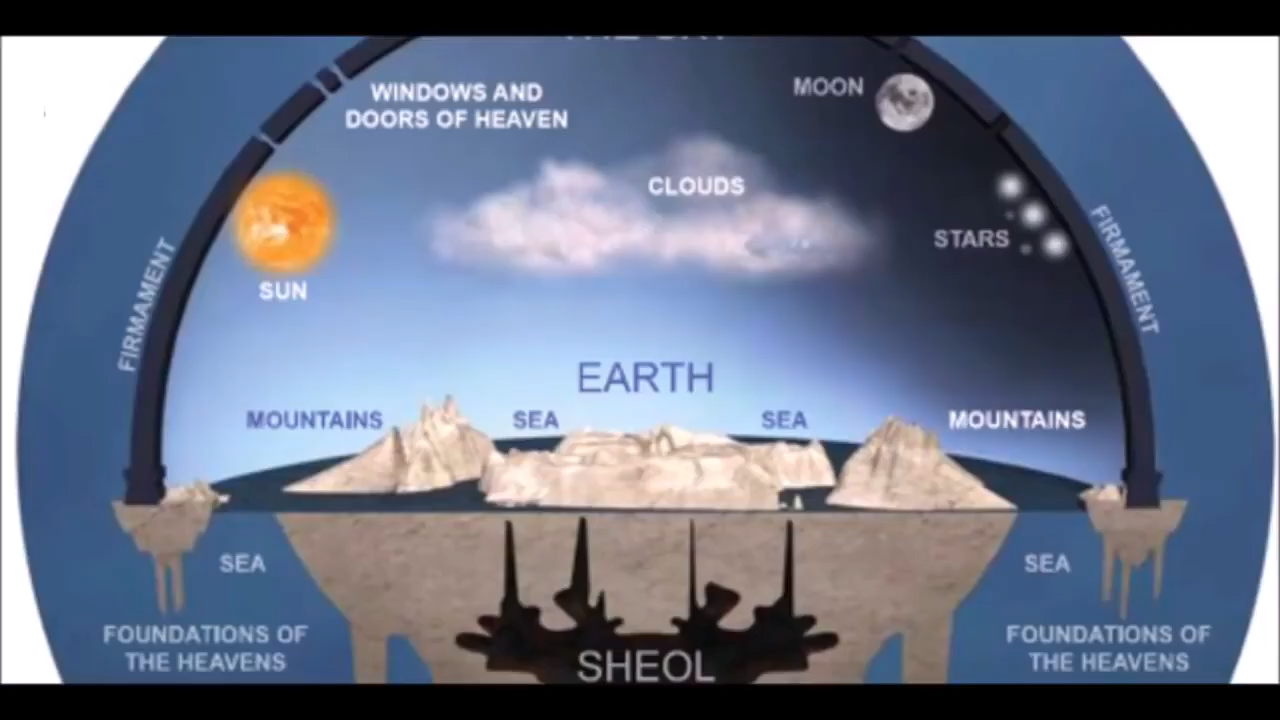 WINDOWS AND
DOORS OF HEAVEN
MOON
CLOUDS
STARS
SUN
FIRMAMENT
FIRMAMENT
EARTH
MOUNTAINS
SEA
SEA
MOUNTAINS
SEA
SEA
FOUNDATIONS OF
THE HEAVENS
FOUNDATIONS OF
THE HEAVENS
SHEOL